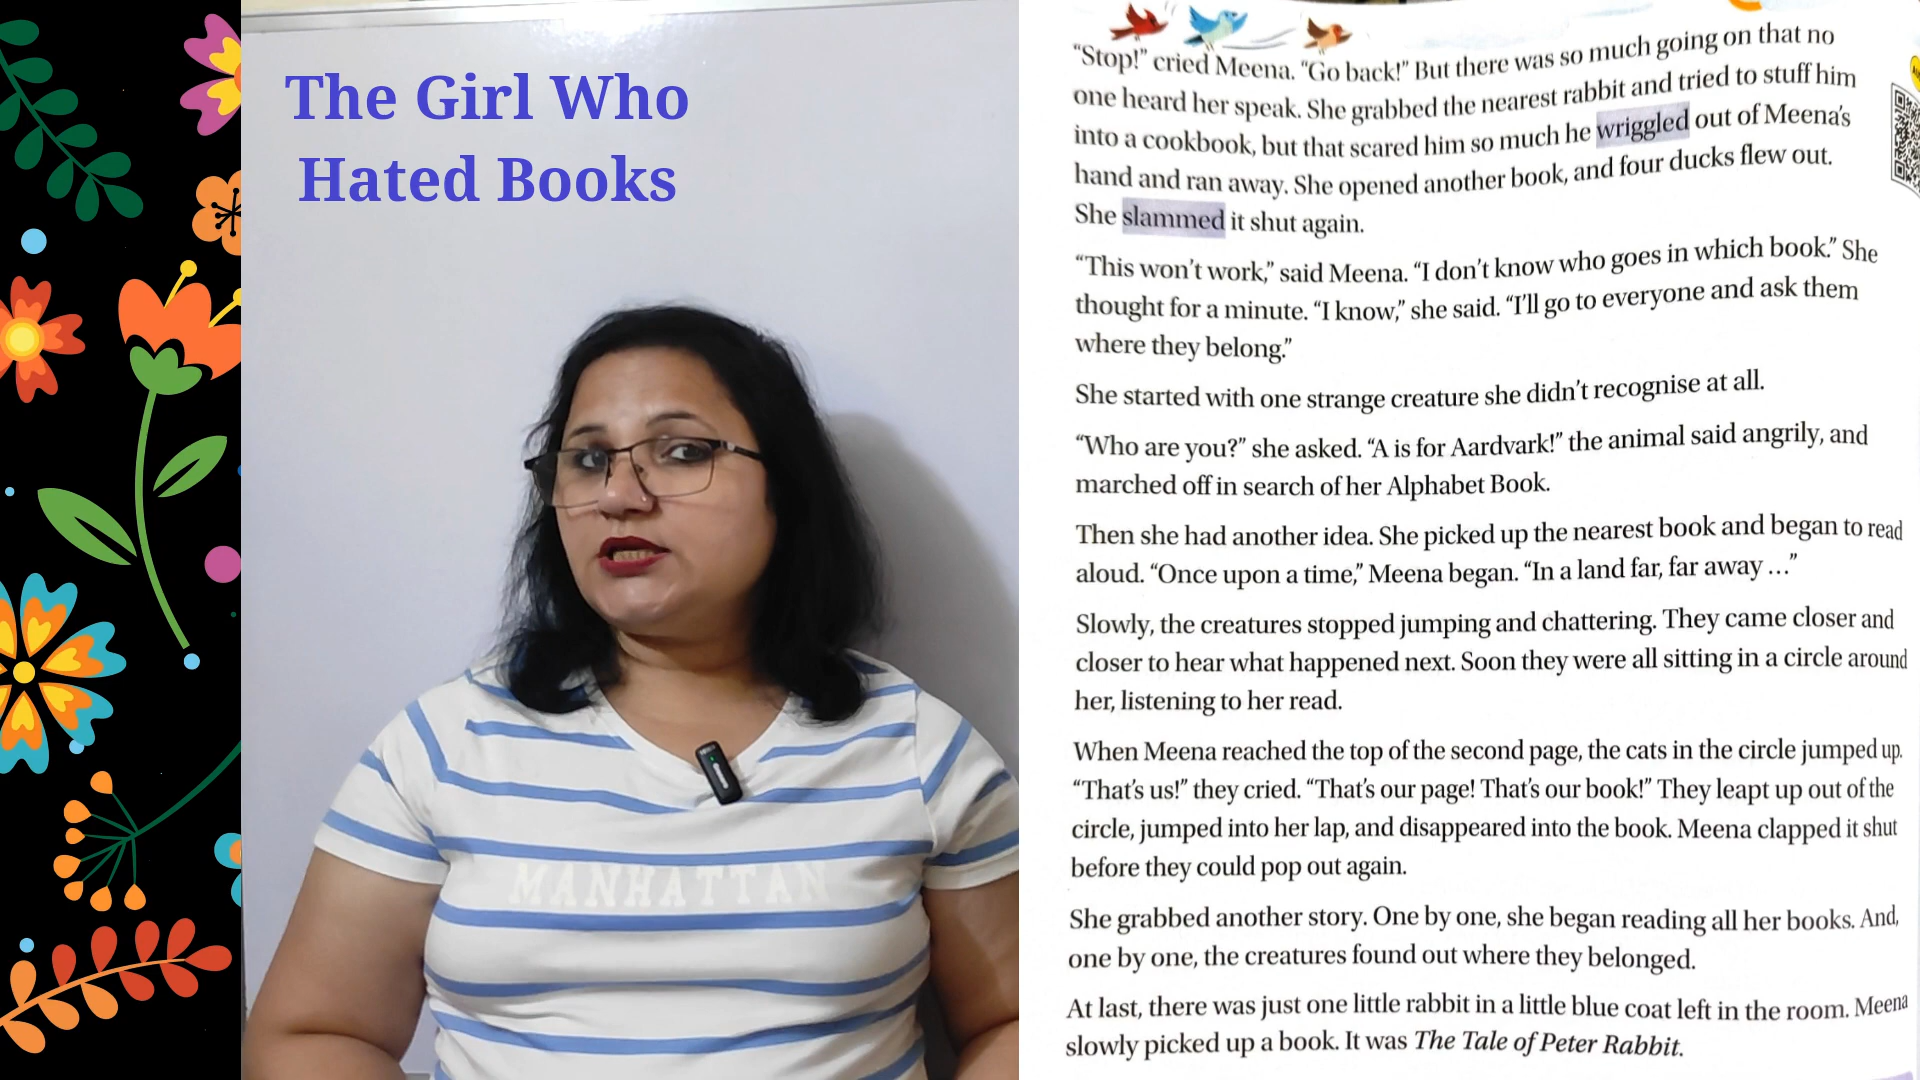 The Girl Who
Hated Books
MANHATTAN
“Stop!” cried Meena. “Go back!” But there was so much going on that no
one heard her speak. She grabbed the nearest rabbit and tried to stuff him
into a cookbook, but that scared him so much he wriggled out of Meena’s
hand and ran away. She opened another book, and four ducks flew out.
She slammed it shut again.
“This won’t work,” said Meena. “I don’t know who goes in which book.” She
thought for a minute. “I know,” she said. “I’ll go to everyone and ask them
where they belong.”
She started with one strange creature she didn’t recognise at all.
“Who are you?” she asked. “A is for Aardvark!” the animal said angrily, and
marched off in search of her Alphabet Book.
Then she had another idea. She picked up the nearest book and began to read
aloud. “Once upon a time,” Meena began. “In a land far, far away …”
Slowly, the creatures stopped jumping and chattering. They came closer and
closer to hear what happened next. Soon they were all sitting in a circle around
her, listening to her read.
When Meena reached the top of the second page, the cats in the circle jumped up.
“That’s us!” they cried. “That’s our page! That’s our book!” They leapt up out of the
circle, jumped into her lap, and disappeared into the book. Meena clapped it shut
before they could pop out again.
She grabbed another story. One by one, she began reading all her books. And,
one by one, the creatures found out where they belonged.
At last, there was just one little rabbit in a little blue coat left in the room. Meena
slowly picked up a book. It was The Tale of Peter Rabbit.